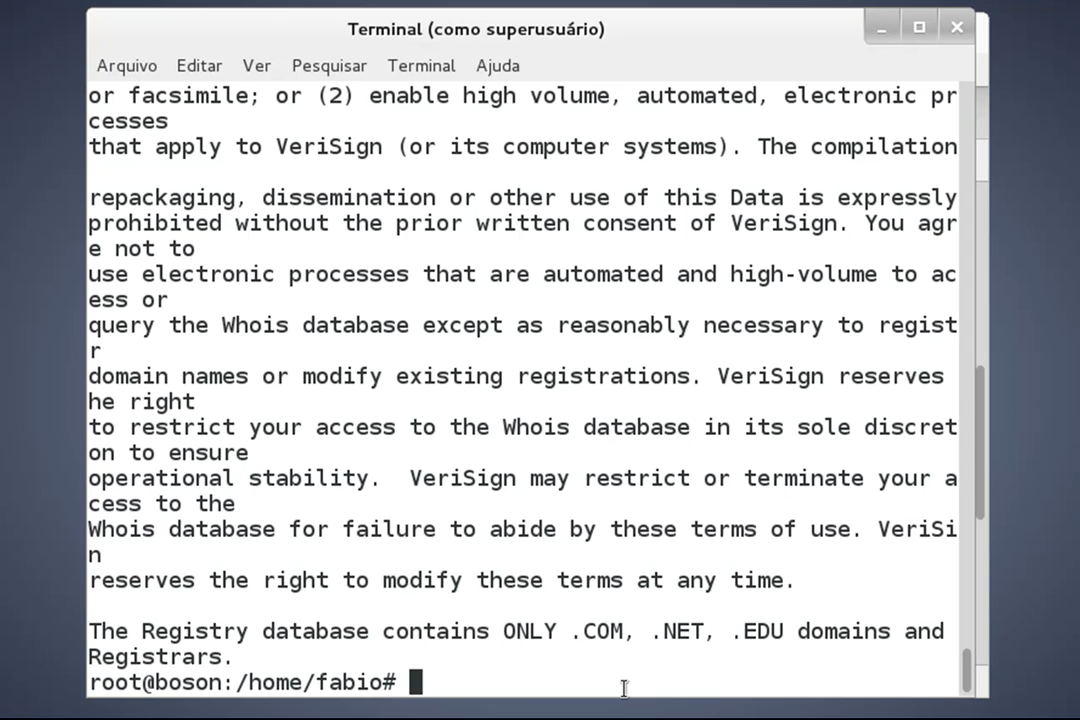 Terminal (como superusuário)
Arquivo Editar Ver Pesquisar Terminal Ajuda
or facsimile; or (2) enable high volume, automated, electronic pr
cesses
that apply to VeriSign (or its computer systems). The compilation
repackaging, dissemination or other use of this Data is expressly
prohibited without the prior written consent of VeriSign. You agr
e not to
use electronic processes that are automated and high-volume to ac
ess or
query the Whois database except as reasonably necessary to regist
r
domain names or modify existing registrations. VeriSign reserves
he right
to restrict your access to the Whois database in its sole discret
on to ensure
operational stability.  VeriSign may restrict or terminate your a
cess to the
Whois database for failure to abide by these terms of use. VeriSi
n
reserves the right to modify these terms at any time.
The Registry database contains ONLY .COM, .NET, .EDU domains and
Registrars.
root@boson:/home/fabio#